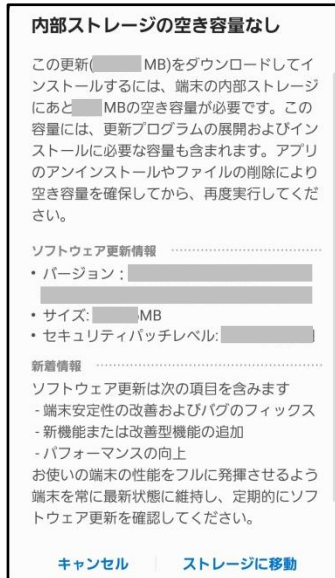 内部ストレージの空き容量なし
この更新( MB)をダウンロードしてイ
ンストールするには、端末の内部ストレージ
にあと MBの空き容量が必要です。この
容量には、更新プログラムの展開およびイン
ストールに必要な容量も含まれます。アプリ
のアンインストールやファイルの削除により
空き容量を確保してから、再度実行してくだ
さい。
ソフトウェア更新情報
• バージョン :
• サイズ: MB
• セキュリティパッチレベル:
新着情報
ソフトウェア更新は次の項目を含みます
- 端末安定性の改善およびバグのフィックス
- 新機能または改善型機能の追加
- パフォーマンスの向上
お使いの端末の性能をフルに発揮させるよう
端末を常に最新状態に維持し、定期的にソフ
トウェア更新を確認してください。
キャンセル ストレージに移動